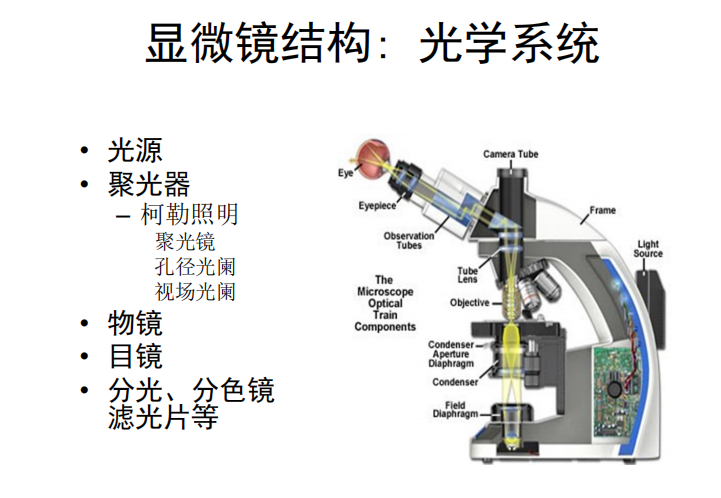 显微镜结构：光学系统
• 光源
• 聚光器
– 柯勒照明
聚光镜
孔径光阑
视场光阑
• 物镜
• 目镜
• 分光、分色镜
滤光片等
Eye
Eyepiece
Observation
Tubes
Camera Tube
Frame
Light
Source
Tube
Lens
The
Microscope
Optical
Train
Components
Objective
Condenser
Aperture
Diaphragm
Condenser
Field
Diaphragm